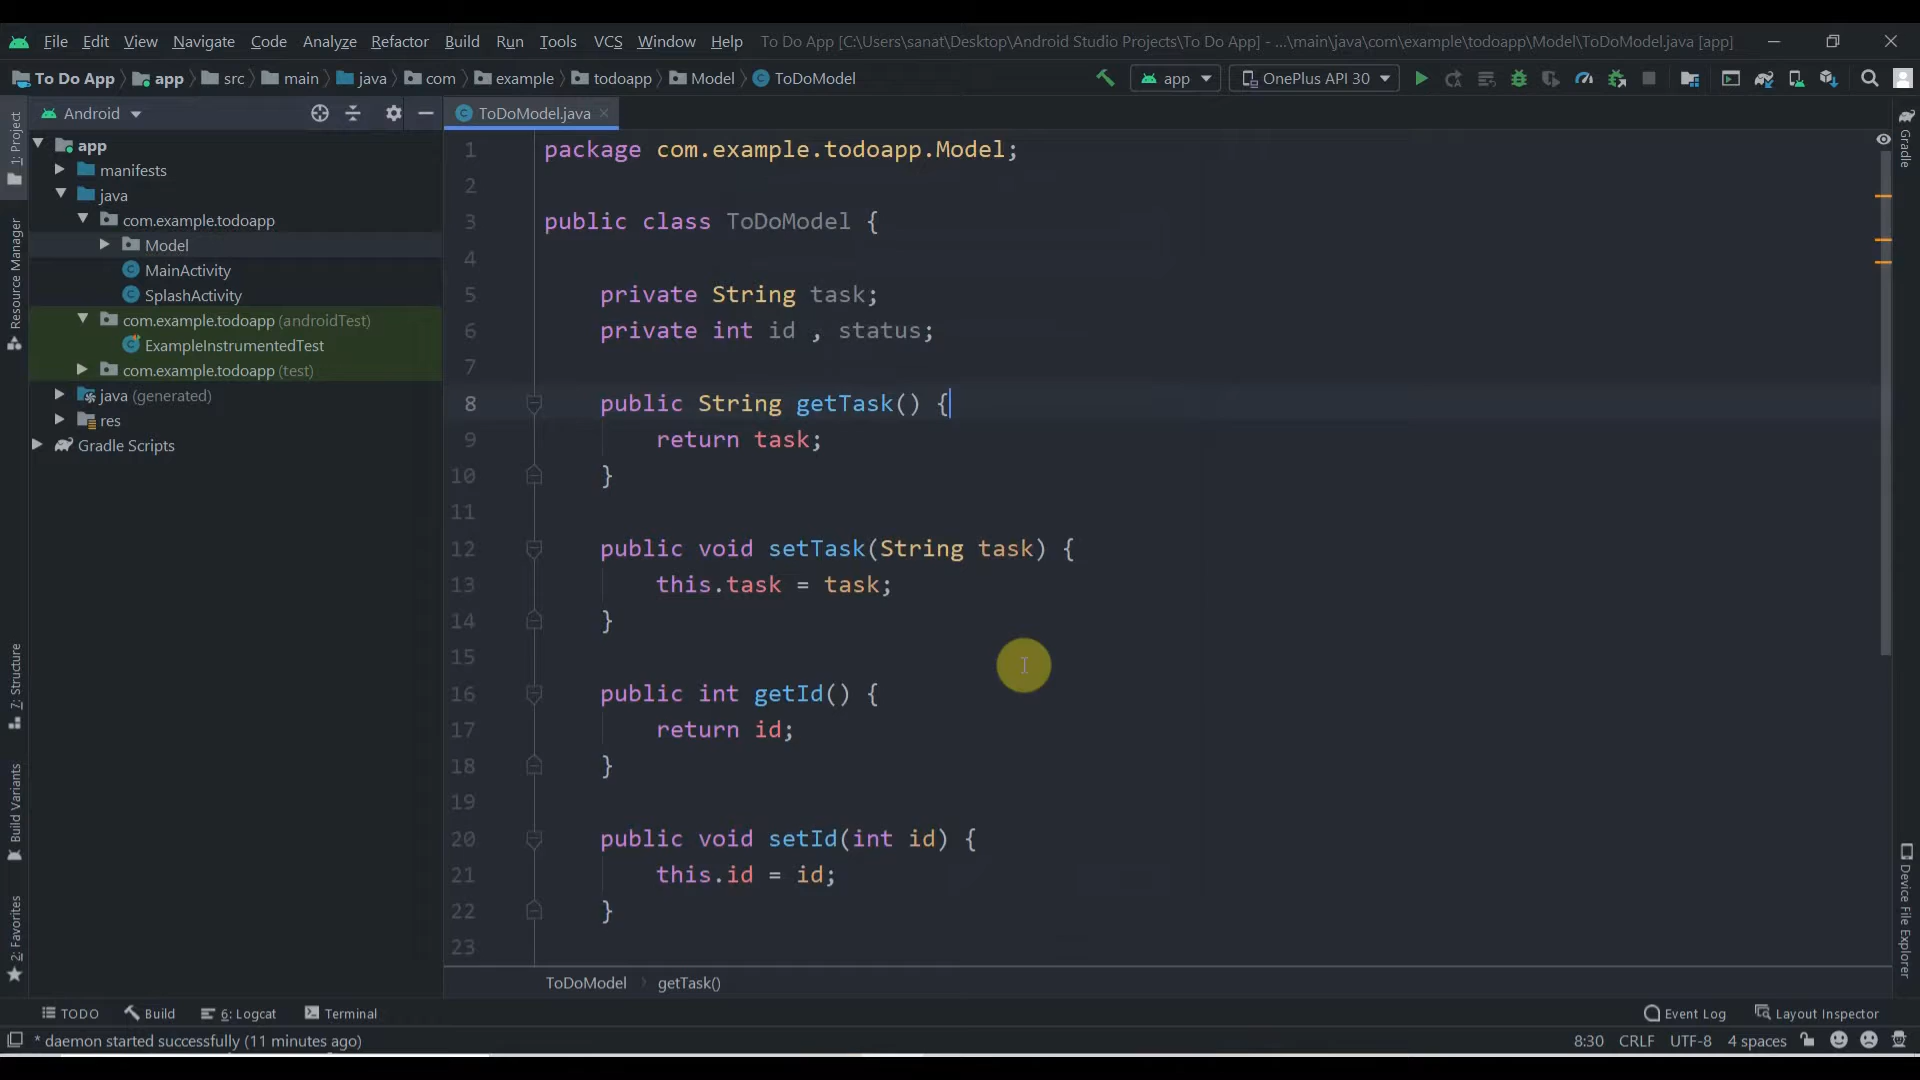 File Edit View Navigate Code Analyze Refactor Build Run Tools VCS Window Help To Do App [C:\Users\sanat\Desktop\Android Studio Projects\To Do App] - ...\main\java\com\example\todoapp\Model\ToDoModel.java [app]
To Do App app src main java com example todoapp Model ToDoModel app OnePlus API 30
Android
ToDoModel.java
1: Project
Resource Manager
7: Structure
Build Variants
2: Favorites
app
manifests
java
com.example.todoapp
Model
MainActivity
SplashActivity
com.example.todoapp (androidTest)
ExampleInstrumentedTest
com.example.todoapp (test)
java (generated)
res
Gradle Scripts
1 package com.example.todoapp.Model;
2
3 public class ToDoModel {
4
5 private String task;
6 private int id , status;
7
8 public String getTask() {
9 return task;
10 }
11
12 public void setTask(String task) {
13 this.task = task;
14 }
15
16 public int getId() {
17 return id;
18 }
19
20 public void setId(int id) {
21 this.id = id;
22 }
23
Gradle
Device File Explorer
ToDoModel getTask()
TODO Build 6: Logcat Terminal Event Log Layout Inspector
* daemon started successfully (11 minutes ago) 8:30 CRLF UTF-8 4 spaces